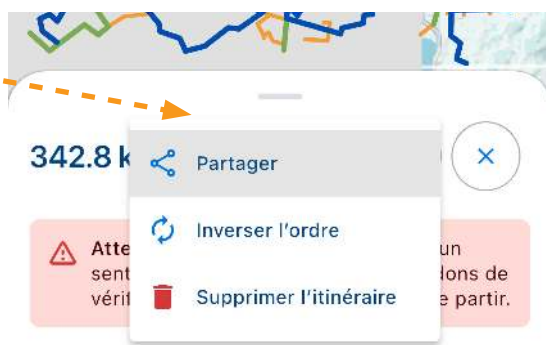 342.8 k
Partager
Inverser l'ordre
Supprimer l'itinéraire
Atte un
sent dons de
vérif e partir.